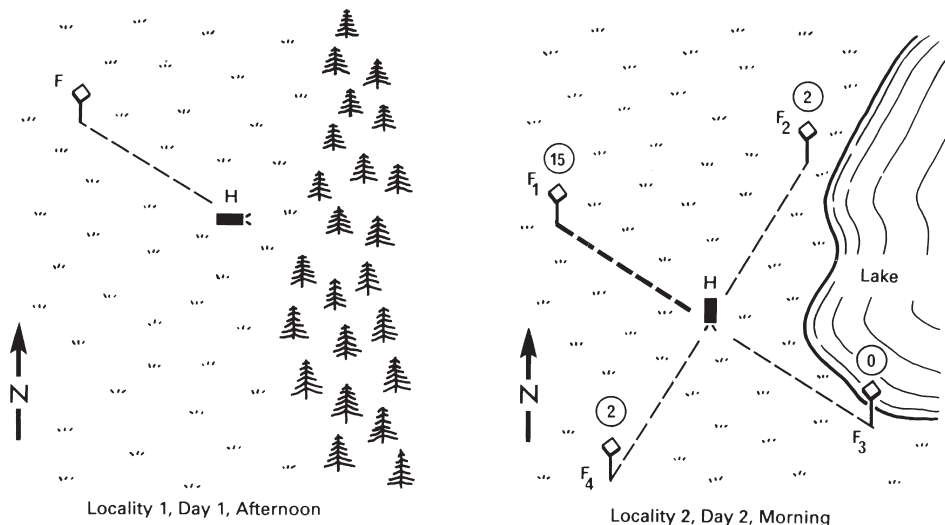 F
H
N
Locality 1, Day 1, Afternoon
2
F2
15
F1
H
Lake
N
0
F3
2
F4
Locality 2, Day 2, Morning